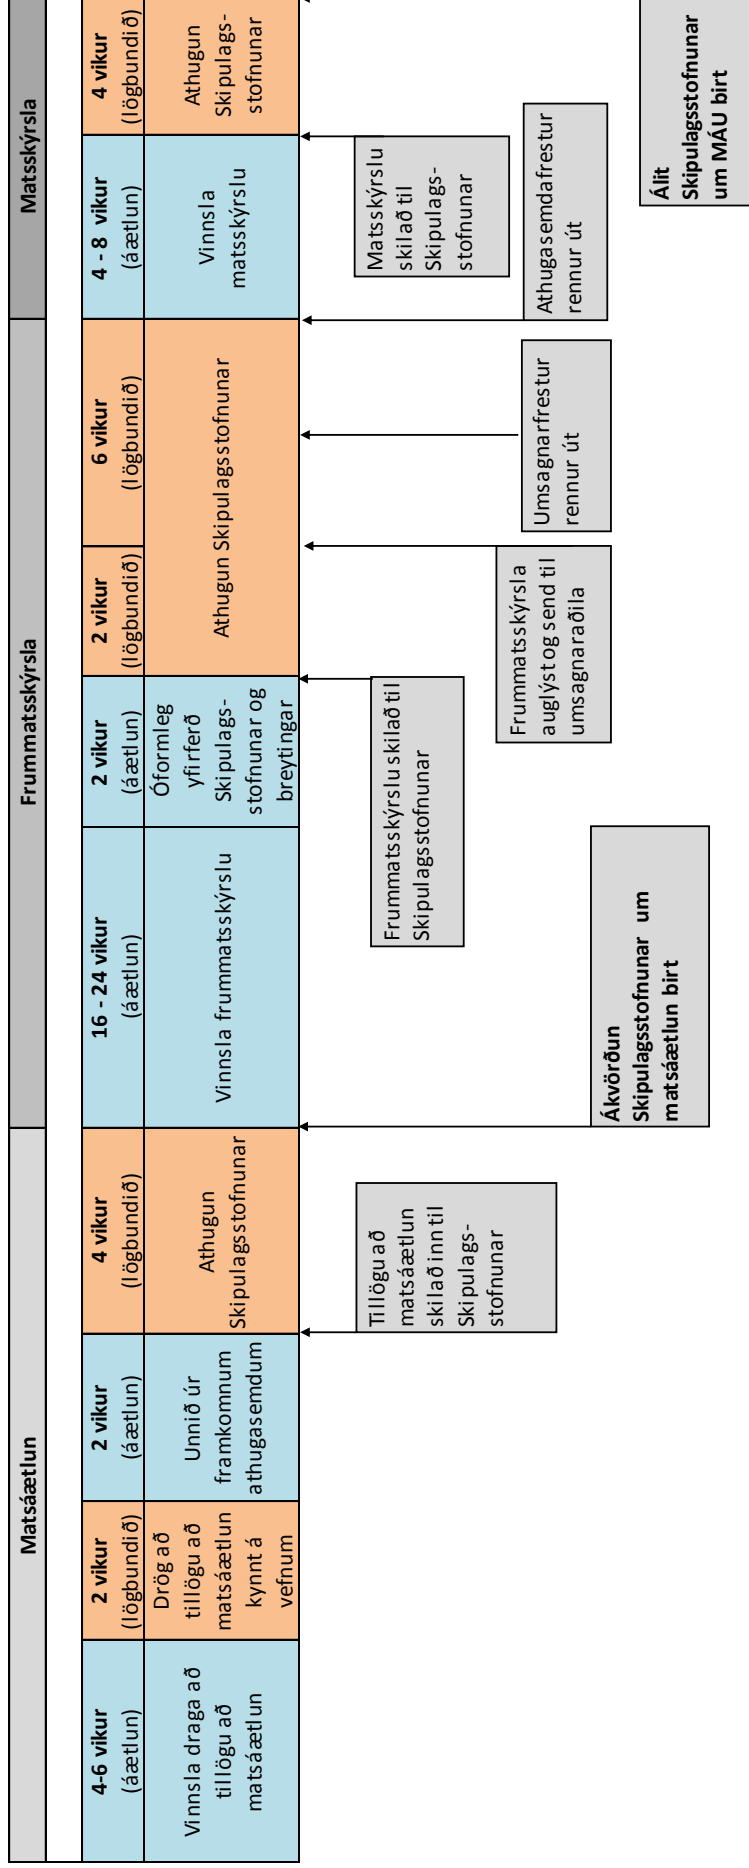 Matsáætlun
Frummatsskýrsla
Matsskýrsla
4-6 vikur
(áætlun)
2 vikur
(lögbundið)
2 vikur
(áætlun)
4 vikur
(lögbundið)
16 - 24 vikur
(áætlun)
2 vikur
(áætlun)
2 vikur
(lögbundið)
6 vikur
(lögbundið)
4 - 8 vikur
(áætlun)
4 vikur
(lögbundið)
Vinnsla draga að
tillögu að
matsáætlun
Drög að
tillögu að
matsáætlun
kynnt á
vefnum
Unnið úr
framkomnum
athugasemdum
Athugun
Skipulagsstofnunar
Vinnsla frummatsskýrslu
Óformleg
yfirferð
Skipulags-
stofnunar og
breytingar
Athugun Skipulagsstofnunar
Vinnsla
matsskýrslu
Athugun
Skipulags-
stofnunar
Tillögu að
matsáætlun
skilað inn til
Skipulags-
stofnunar
Ákvörðun
Skipulagsstofnunar um
matsáætlun birt
Frummatsskýrslu skilað til
Skipulagsstofnunar
Frummatsskýrsla
auglýst og send til
umsagnaraðila
Umsagnarfrestur
rennur út
Athugasemdafrestur
rennur út
Matsskýrslu
skilað til
Skipulags-
stofnunar
Álit
Skipulagsstofnunar
um MÁU birt